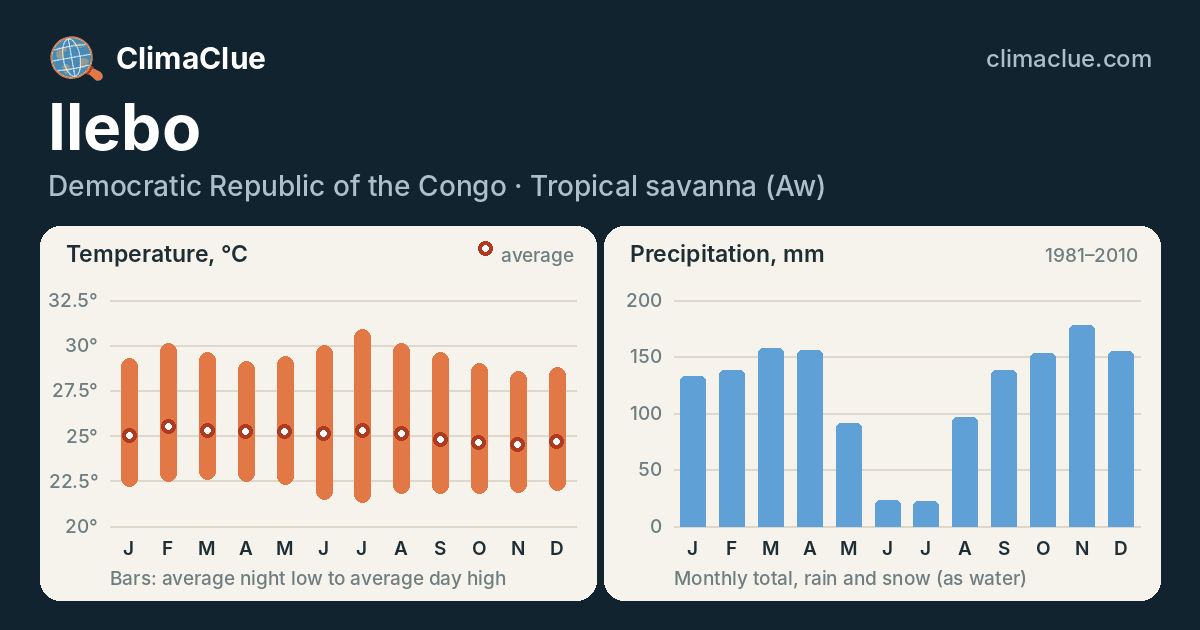 ClimaClue
climaclue.com
Ilebo
Democratic Republic of the Congo · Tropical savanna (Aw)
Temperature, °C
average
32.5°
30°
27.5°
25°
22.5°
20°
J F M A M J J A S O N D
Bars: average night low to average day high
Precipitation, mm
1981–2010
200
150
100
50
0
J F M A M J J A S O N D
Monthly total, rain and snow (as water)